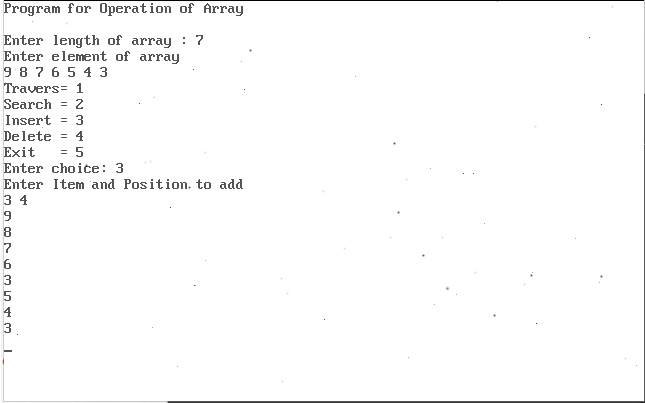 Program for Operation of Array
Enter length of array : 7
Enter element of array
9 8 7 6 5 4 3
Travers= 1
Search = 2
Insert = 3
Delete = 4
Exit   = 5
Enter choice: 3
Enter Item and Position to add
3 4
9
8
7
6
3
5
4
3